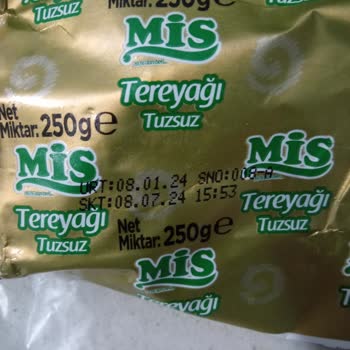 Tuzsuz
Miktar: 250g℮
MiS
Tereyağı
Tuzsuz
Net
Miktar: 250g℮
MiS
MiS
ÜRT:08.01.24 SNO:008-A
SKT:08.07.24 15:53
Tereyağı
Tuzsuz
Tereyağı
Tuzsuz
Net
Miktar: 250g℮
MiS
Tereyağı